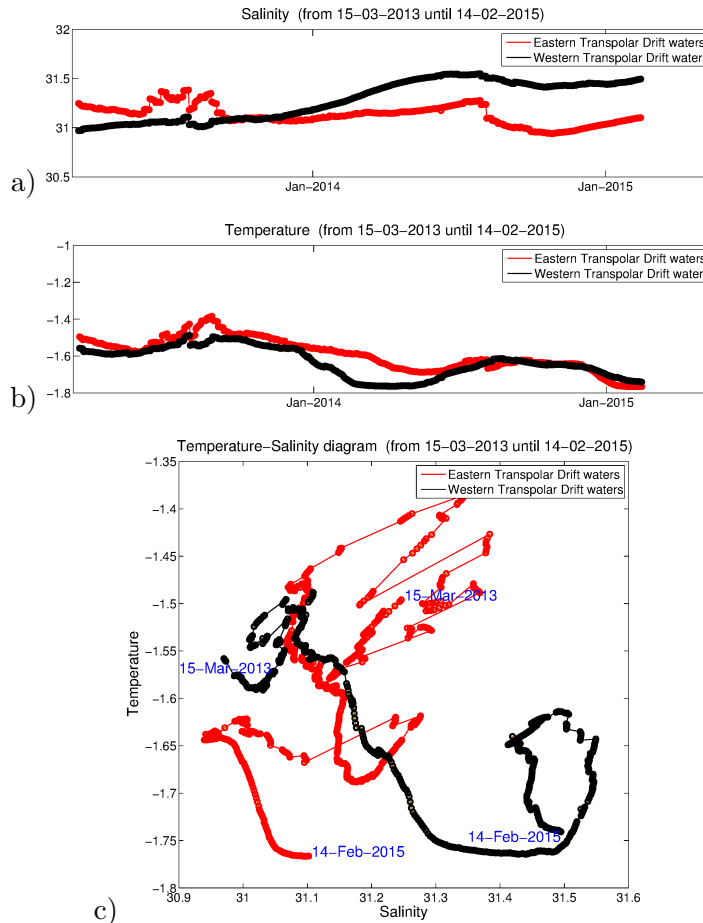 Salinity (from 15−03−2013 until 14−02−2015)
32
31.5
31
30.5
Eastern Transpolar Drift waters
Western Transpolar Drift water
Jan−2014
Jan−2015
a)
Temperature (from 15−03−2013 until 14−02−2015)
−1
−1.2
−1.4
−1.6
−1.8
Eastern Transpolar Drift waters
Western Transpolar Drift water
Jan−2014
Jan−2015
b)
Temperature−Salinity diagram (from 15−03−2013 until 14−02−2015)
−1.35
−1.4
−1.45
−1.5
−1.55
−1.6
−1.65
−1.7
−1.75
−1.8
Temperature
Eastern Transpolar Drift waters
Western Transpolar Drift waters
15−Mar−2013
15−Mar−2013
14−Feb−2015
14−Feb−2015
30.9
31
31.1
31.2
31.3
31.4
31.5
31.6
Salinity
c)